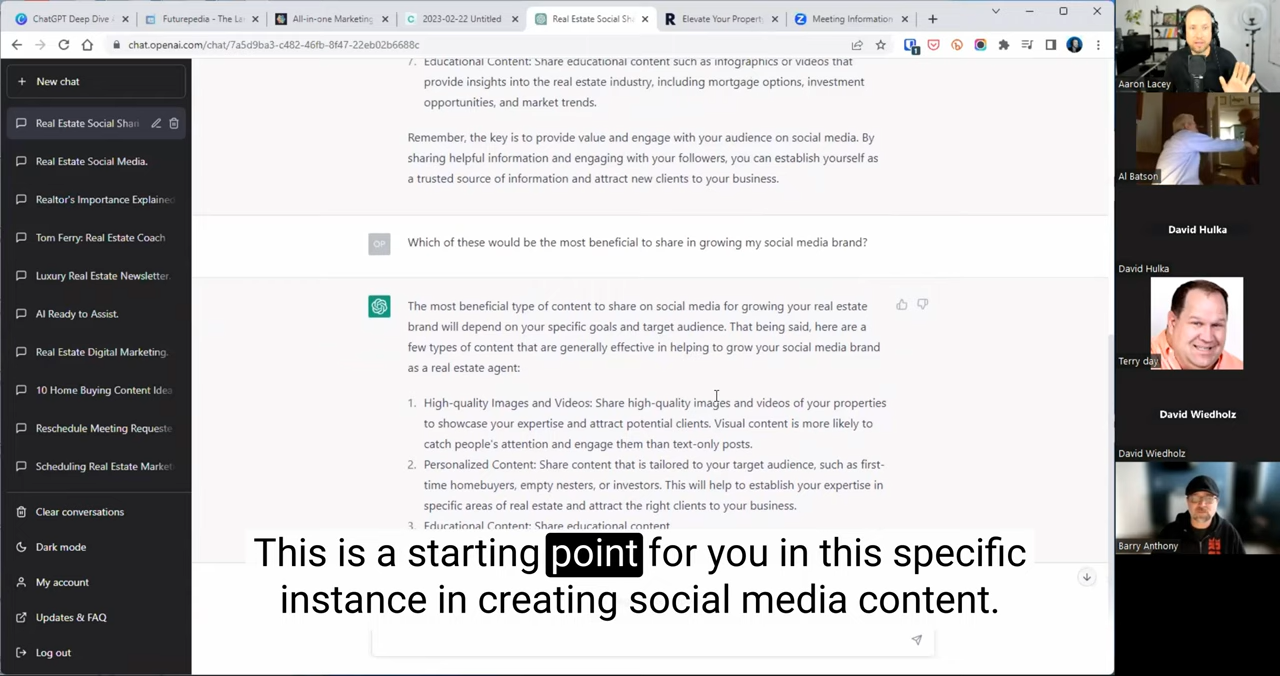 ChatGPT Deep Dive
Futurepedia - The La
All-in-one Marketing
2023-02-22 Untitled
Real Estate Social Sha
Elevate Your Property
Meeting Information
chat.openai.com/chat/7a5d9ba3-c482-46fb-8f47-22eb02b6688c
New chat
Real Estate Social Shan
Real Estate Social Media.
Realtor's Importance Explained
Tom Ferry: Real Estate Coach
Luxury Real Estate Newsletter.
AI Ready to Assist.
Real Estate Digital Marketing.
10 Home Buying Content Idea
Reschedule Meeting Requeste
Scheduling Real Estate Market
Clear conversations
Dark mode
My account
Updates & FAQ
Log out
7. Educational Content: Share educational content such as infographics or videos that
provide insights into the real estate industry, including mortgage options, investment
opportunities, and market trends.
Remember, the key is to provide value and engage with your audience on social media. By
sharing helpful information and engaging with your followers, you can establish yourself as
a trusted source of information and attract new clients to your business.
OP
Which of these would be the most beneficial to share in growing my social media brand?
The most beneficial type of content to share on social media for growing your real estate
brand will depend on your specific goals and target audience. That being said, here are a
few types of content that are generally effective in helping to grow your social media brand
as a real estate agent:
1. High-quality Images and Videos: Share high-quality images and videos of your properties
to showcase your expertise and attract potential clients. Visual content is more likely to
catch people's attention and engage them than text-only posts.
2. Personalized Content: Share content that is tailored to your target audience, such as first-
time homebuyers, empty nesters, or investors. This will help to establish your expertise in
specific areas of real estate and attract the right clients to your business.
3. Educational Content: Share educational content
This is a starting point for you in this specific
instance in creating social media content.
Aaron Lacey
Al Batson
David Hulka
David Hulka
Terry day
David Wiedholz
David Wiedholz
Barry Anthony